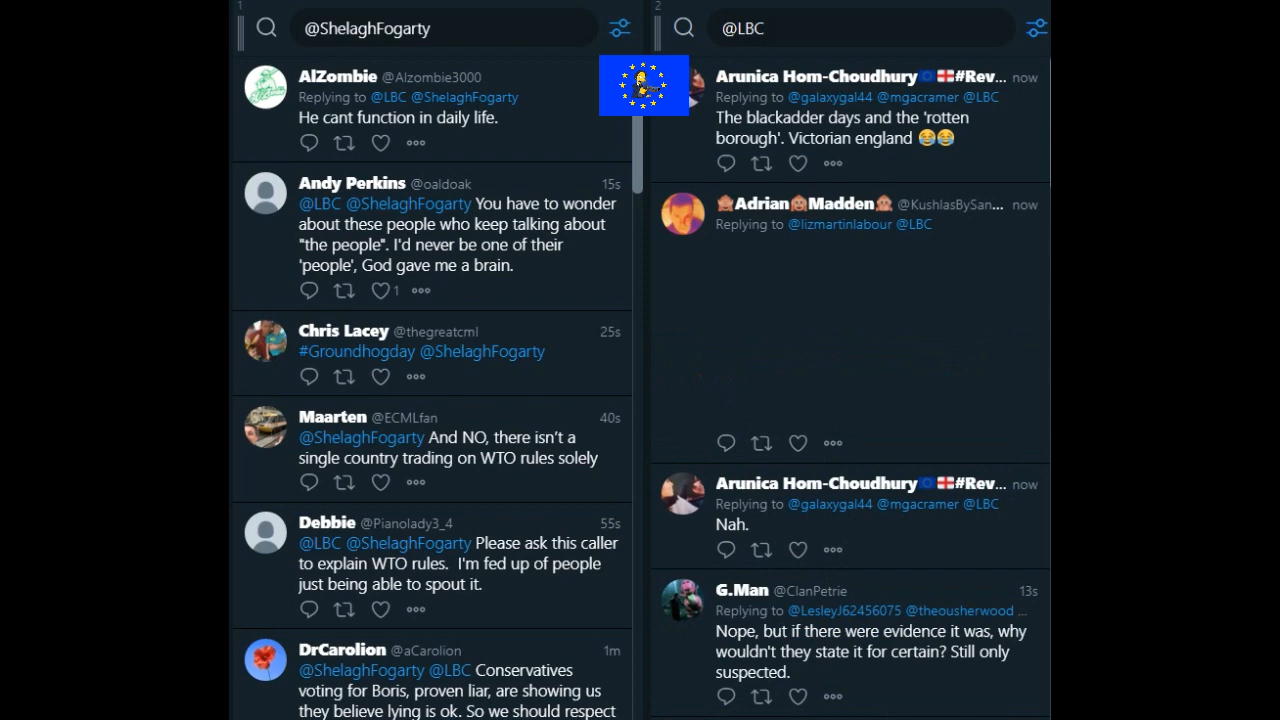 1
@ShelaghFogarty
AlZombie @Alzombie3000
Replying to @LBC @ShelaghFogarty
He cant function in daily life.
Andy Perkins @oaldoak 15s
@LBC @ShelaghFogarty You have to wonder
about these people who keep talking about
"the people". I'd never be one of their
'people', God gave me a brain.
1
Chris Lacey @thegreatcml 25s
#Groundhogday @ShelaghFogarty
Maarten @ECMLfan 40s
@ShelaghFogarty And NO, there isn't a
single country trading on WTO rules solely
Debbie @Pianolady3_4 55s
@LBC @ShelaghFogarty Please ask this caller
to explain WTO rules. I'm fed up of people
just being able to spout it.
DrCarolion @aCarolion 1m
@ShelaghFogarty @LBC Conservatives
voting for Boris, proven liar, are showing us
they believe lying is ok. So we should respect
2
@LBC
Arunica Hom-Choudhury🇪🇺🏴󠁧󠁢󠁥󠁮󠁧󠁿#Rev... now
Replying to @galaxygal44 @mgacramer @LBC
The blackadder days and the 'rotten
borough'. Victorian england 😂😂
🙈Adrian🙉Madden🙊 @KushlasBySan... now
Replying to @lizmartinlabour @LBC
Arunica Hom-Choudhury🇪🇺🏴󠁧󠁢󠁥󠁮󠁧󠁿#Rev... now
Replying to @galaxygal44 @mgacramer @LBC
Nah.
G.Man @ClanPetrie 13s
Replying to @LesleyJ62456075 @theousherwood ...
Nope, but if there were evidence it was, why
wouldn't they state it for certain? Still only
suspected.